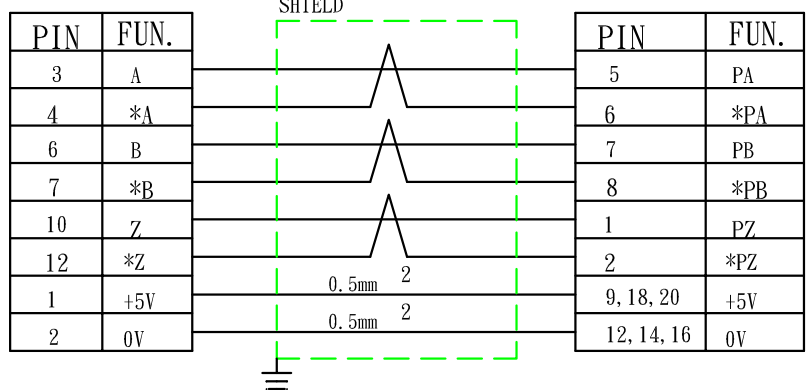 SHIELD
PIN FUN. PIN FUN.
3 A 5 PA
4 *A 6 *PA
6 B 7 PB
7 *B 8 *PB
10 Z 1 PZ
12 *Z 2 *PZ
1 +5V 0.5mm 2 9,18,20 +5V
2 0V 0.5mm 2 12,14,16 0V